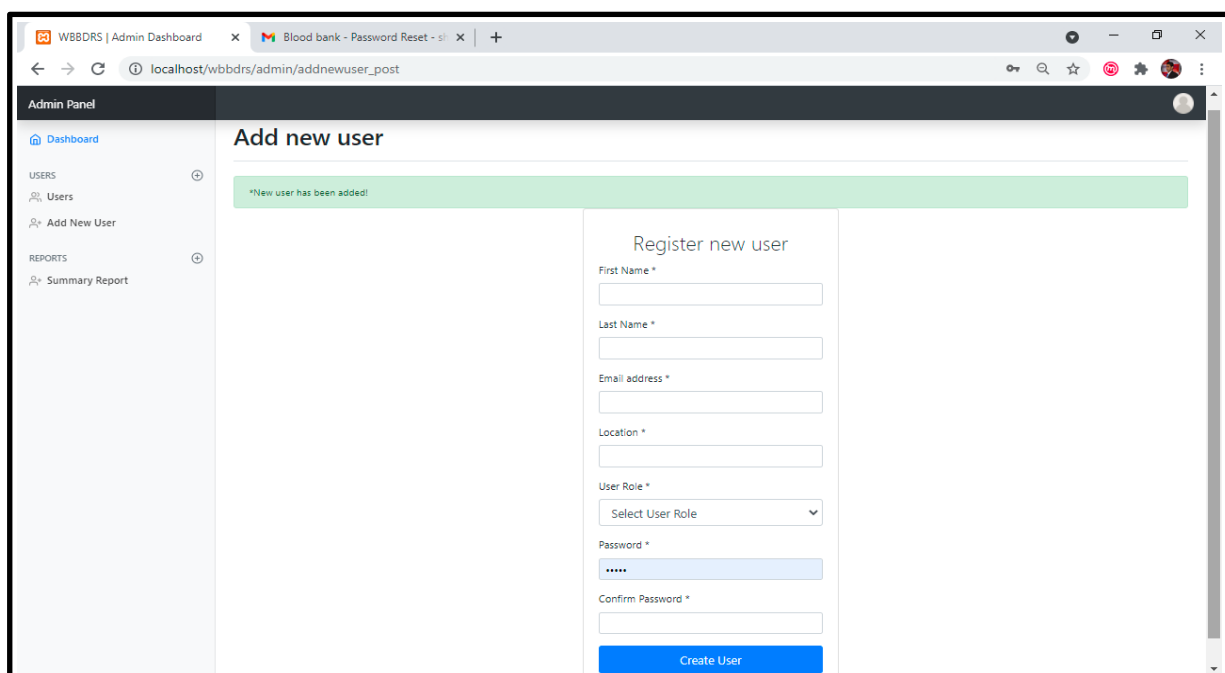 WBBDRS | Admin Dashboard
Blood bank - Password Reset - sh
localhost/wbbdrs/admin/addnewuser_post
Admin Panel
Dashboard
USERS
Users
Add New User
REPORTS
Summary Report
Add new user
*New user has been added!
Register new user
First Name *
Last Name *
Email address *
Location *
User Role *
Select User Role
Password *
•••••
Confirm Password *
Create User